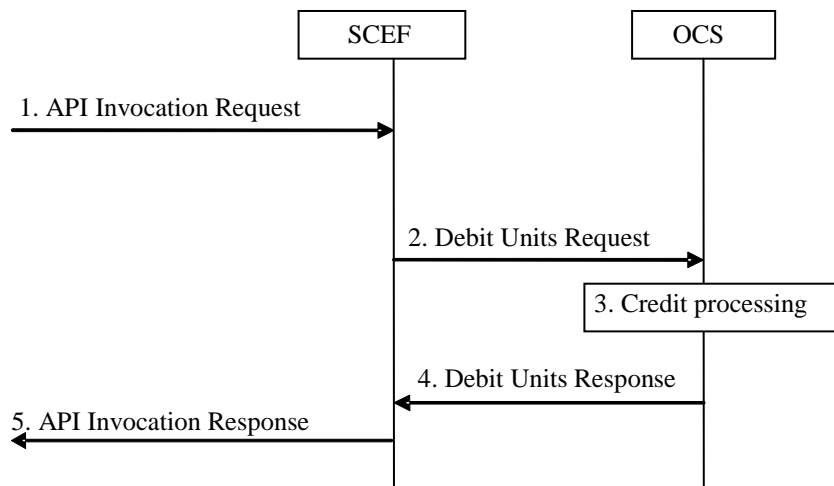 SCEF
OCS
1. API Invocation Request
2. Debit Units Request
3. Credit processing
4. Debit Units Response
5. API Invocation Response